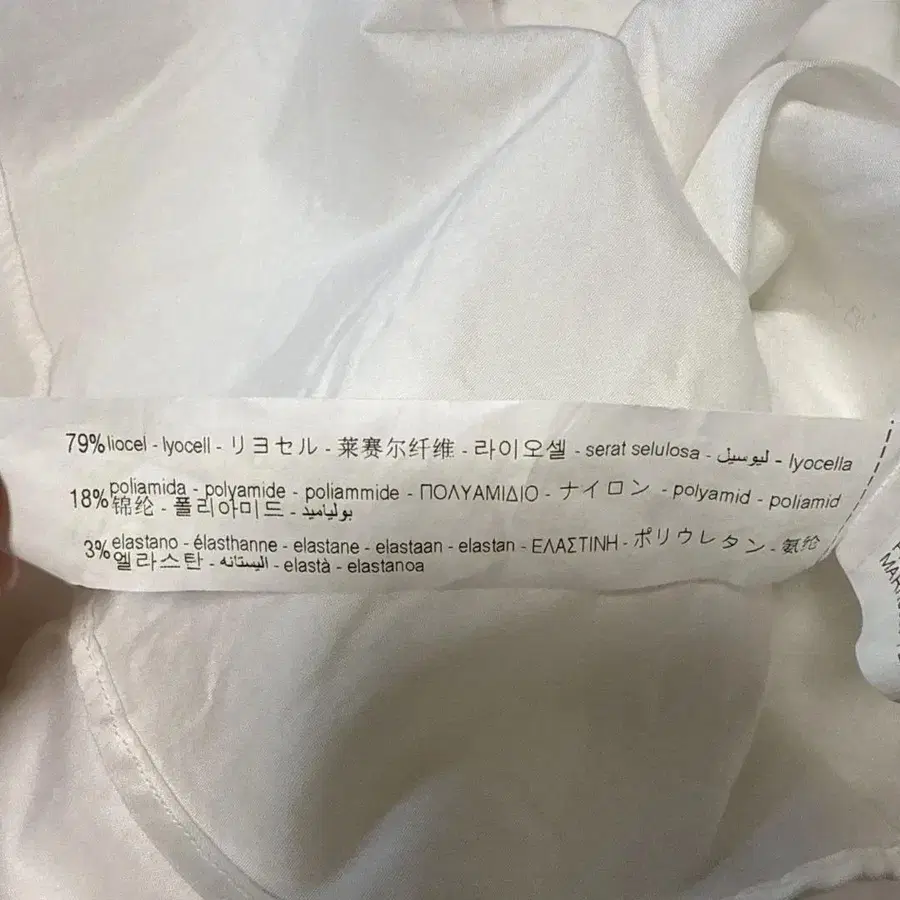 79% liocel - lyocell - リヨセル - 莱赛尔纤维 - 라이오셀 - serat selulosa - ليوسيل - lyocella
18% poliamida - polyamide - poliammide - ΠΟΛΥΑΜΙΔΙΟ - ナイロン - polyamid - poliamid
锦纶 - 폴리아미드 - بولياميد
3% elastano - élasthanne - elastane - elastaan - elastan - ΕΛΑΣΤΙΝΗ - ポリウレタン - 氨纶
엘라스탄 - اليستانه - elastà - elastanoa